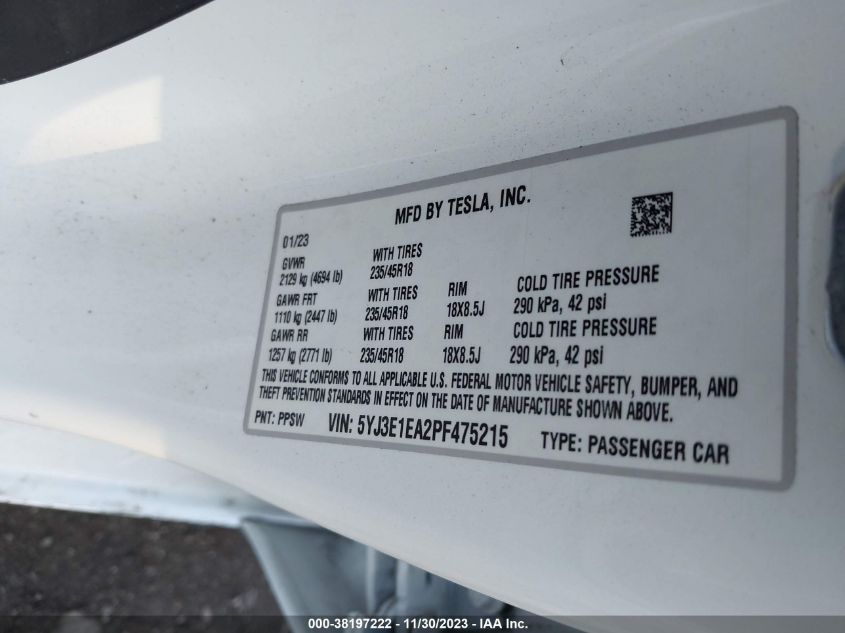 MFD BY TESLA, INC.
01/23
GVWR WITH TIRES
2129 kg (4694 lb) 235/45R18
GAWR FRT WITH TIRES RIM COLD TIRE PRESSURE
1110 kg (2447 lb) 235/45R18 18X8.5J 290 kPa, 42 psi
GAWR RR WITH TIRES RIM COLD TIRE PRESSURE
1257 kg (2771 lb) 235/45R18 18X8.5J 290 kPa, 42 psi
THIS VEHICLE CONFORMS TO ALL APPLICABLE U.S. FEDERAL MOTOR VEHICLE SAFETY, BUMPER, AND
THEFT PREVENTION STANDARDS IN EFFECT ON THE DATE OF MANUFACTURE SHOWN ABOVE.
PNT: PPSW VIN: 5YJ3E1EA2PF475215 TYPE: PASSENGER CAR
000-38197222 - 11/30/2023 - IAA Inc.